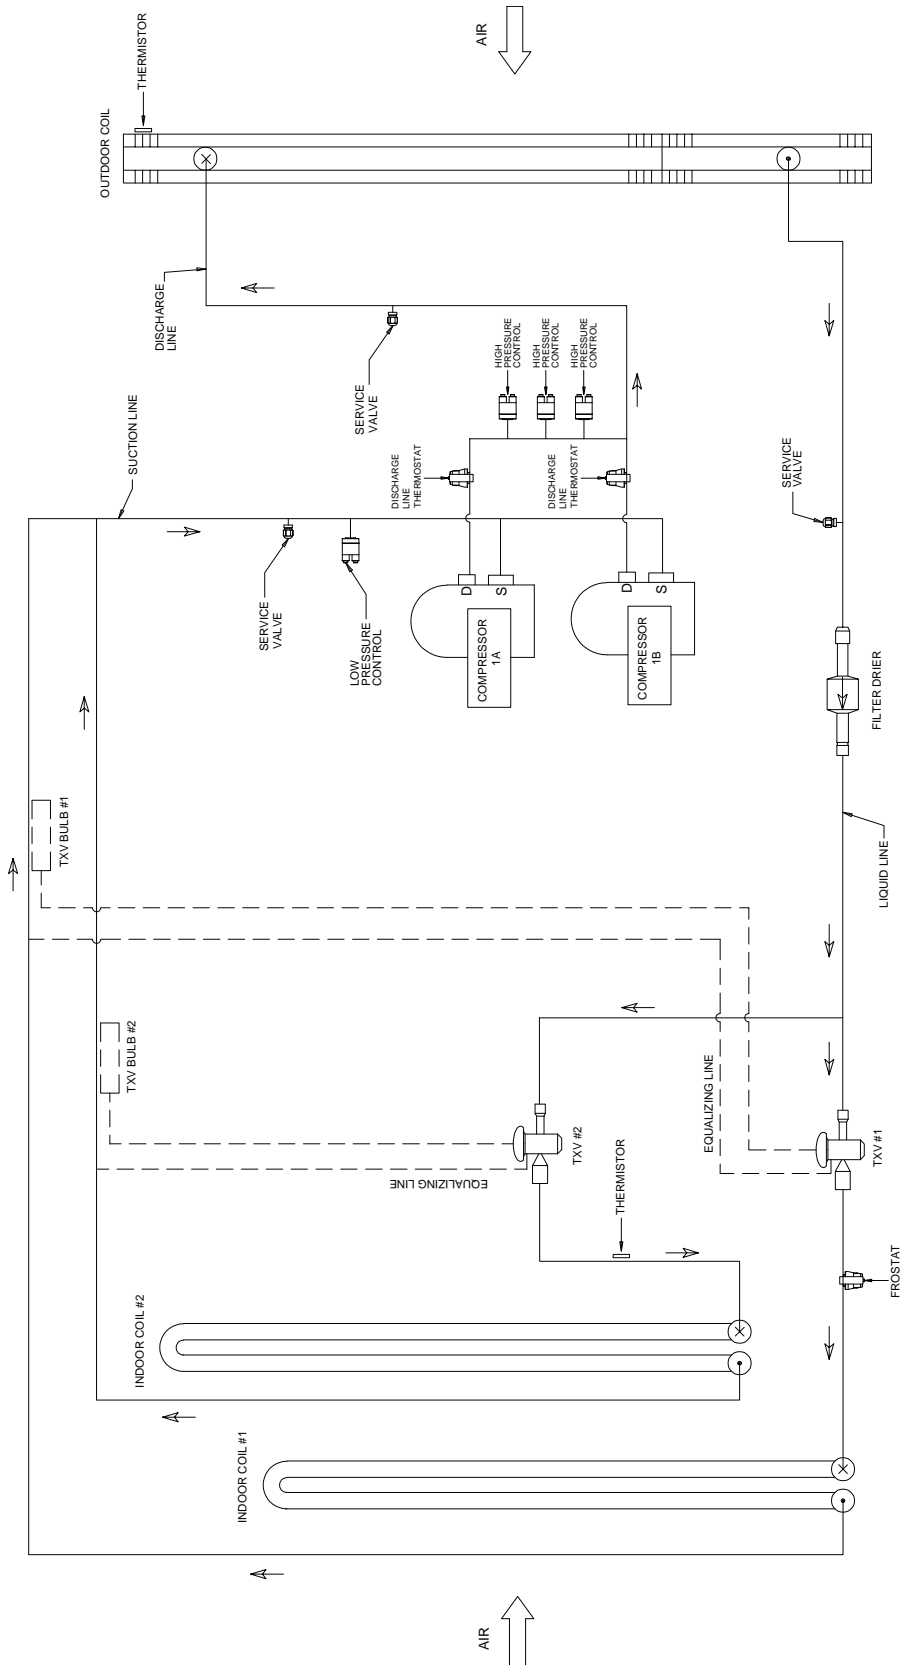 AIR
THERMISTOR
OUTDOOR COIL
DISCHARGE
LINE
SUCTION LINE
SERVICE
VALVE
HIGH
PRESSURE
CONTROL
HIGH
PRESSURE
CONTROL
HIGH
PRESSURE
CONTROL
DISCHARGE
LINE
THERMOSTAT
DISCHARGE
LINE
THERMOSTAT
SERVICE
VALVE
SERVICE
VALVE
LOW
PRESSURE
CONTROL
D
S
COMPRESSOR
1A
D
S
COMPRESSOR
1B
FILTER DRIER
TXV BULB #1
LIQUID LINE
TXV BULB #2
EQUALIZING LINE
TXV #2
TXV #1
EQUALIZING LINE
THERMISTOR
FROSTAT
INDOOR COIL #2
INDOOR COIL #1
AIR